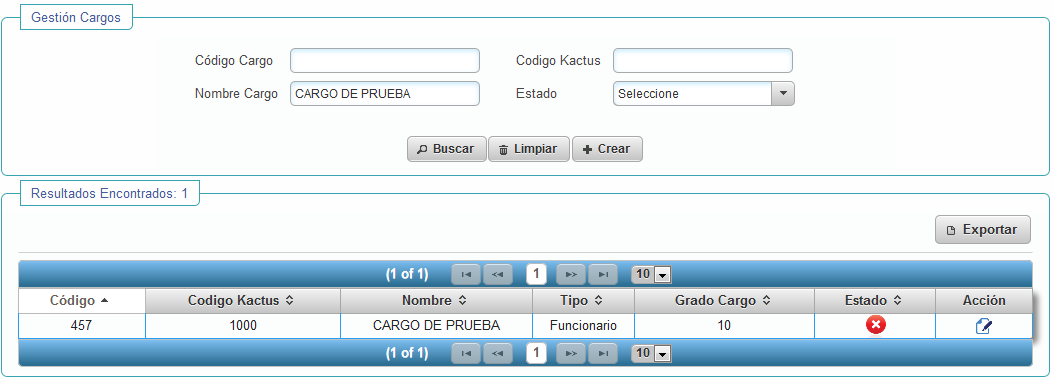 Gestión Cargos
Código Cargo Codigo Kactus
Nombre Cargo CARGO DE PRUEBA Estado Seleccione
Buscar Limpiar Crear
Resultados Encontrados: 1
Exportar
(1 of 1) 1 10
Código Codigo Kactus Nombre Tipo Grado Cargo Estado Acción
457 1000 CARGO DE PRUEBA Funcionario 10
(1 of 1) 1 10